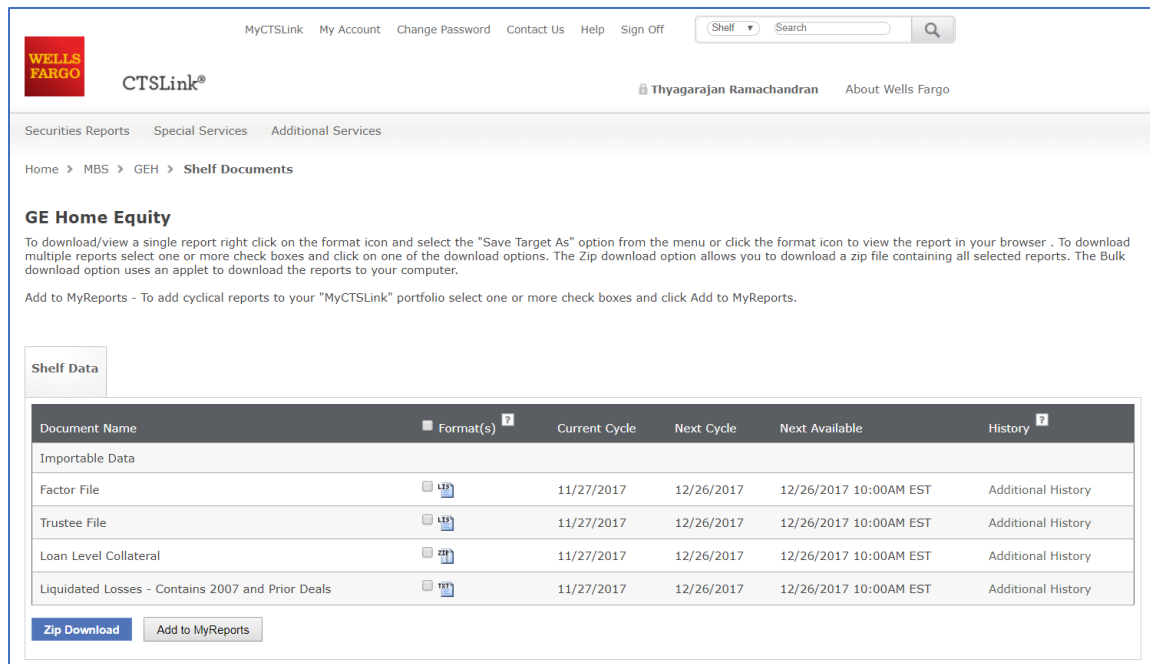 MyCTSLink My Account Change Password Contact Us Help Sign Off Shelf Search
WELLS
FARGO
CTSLink®
Thyagarajan Ramachandran About Wells Fargo
Securities Reports Special Services Additional Services
Home > MBS > GEH > Shelf Documents
GE Home Equity
To download/view a single report right click on the format icon and select the "Save Target As" option from the menu or click the format icon to view the report in your browser . To download
multiple reports select one or more check boxes and click on one of the download options. The Zip download option allows you to download a zip file containing all selected reports. The Bulk
download option uses an applet to download the reports to your computer.
Add to MyReports - To add cyclical reports to your "MyCTSLink" portfolio select one or more check boxes and click Add to MyReports.
Shelf Data
Document Name Format(s) ? Current Cycle Next Cycle Next Available History ?
Importable Data
Factor File LIS 11/27/2017 12/26/2017 12/26/2017 10:00AM EST Additional History
Trustee File LIS 11/27/2017 12/26/2017 12/26/2017 10:00AM EST Additional History
Loan Level Collateral ZIP 11/27/2017 12/26/2017 12/26/2017 10:00AM EST Additional History
Liquidated Losses - Contains 2007 and Prior Deals TXT 11/27/2017 12/26/2017 12/26/2017 10:00AM EST Additional History
Zip Download Add to MyReports